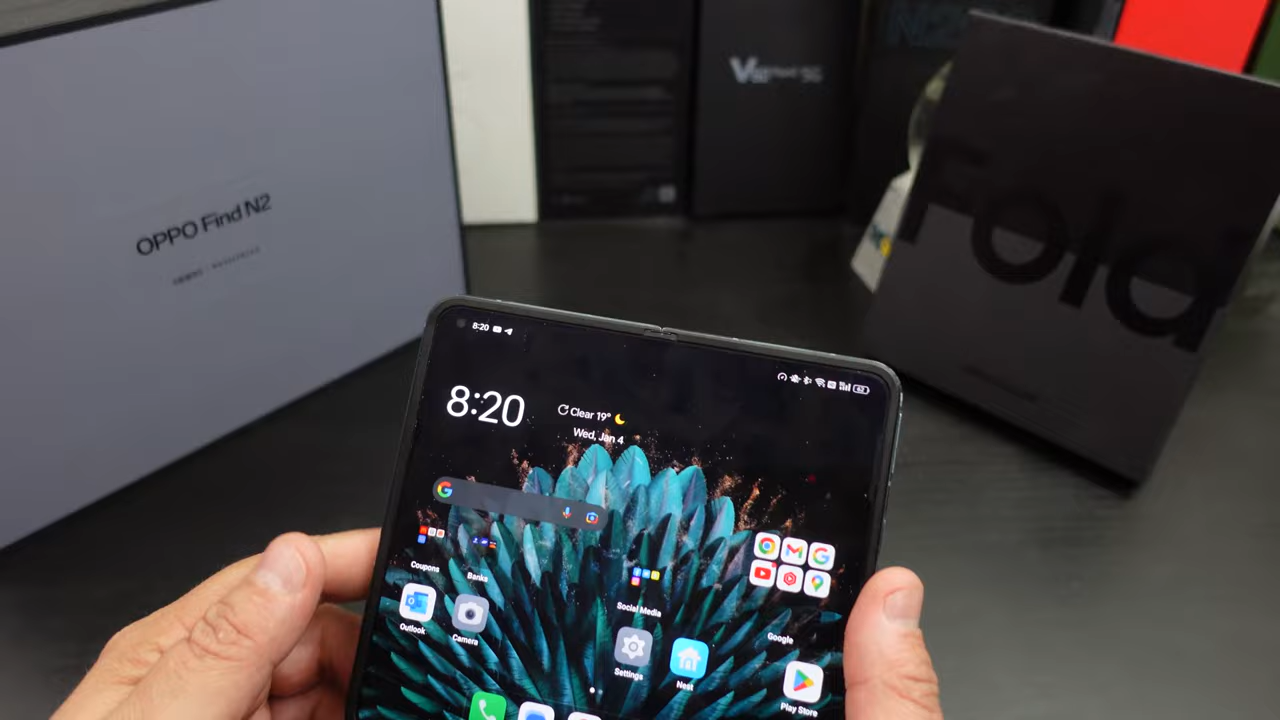 OPPO Find N2
Fold
8:20
62
8:20
Clear 19°
Wed, Jan 4
Coupons
Banks
Social Media
Google
Outlook
Camera
Settings
Nest
Play Store